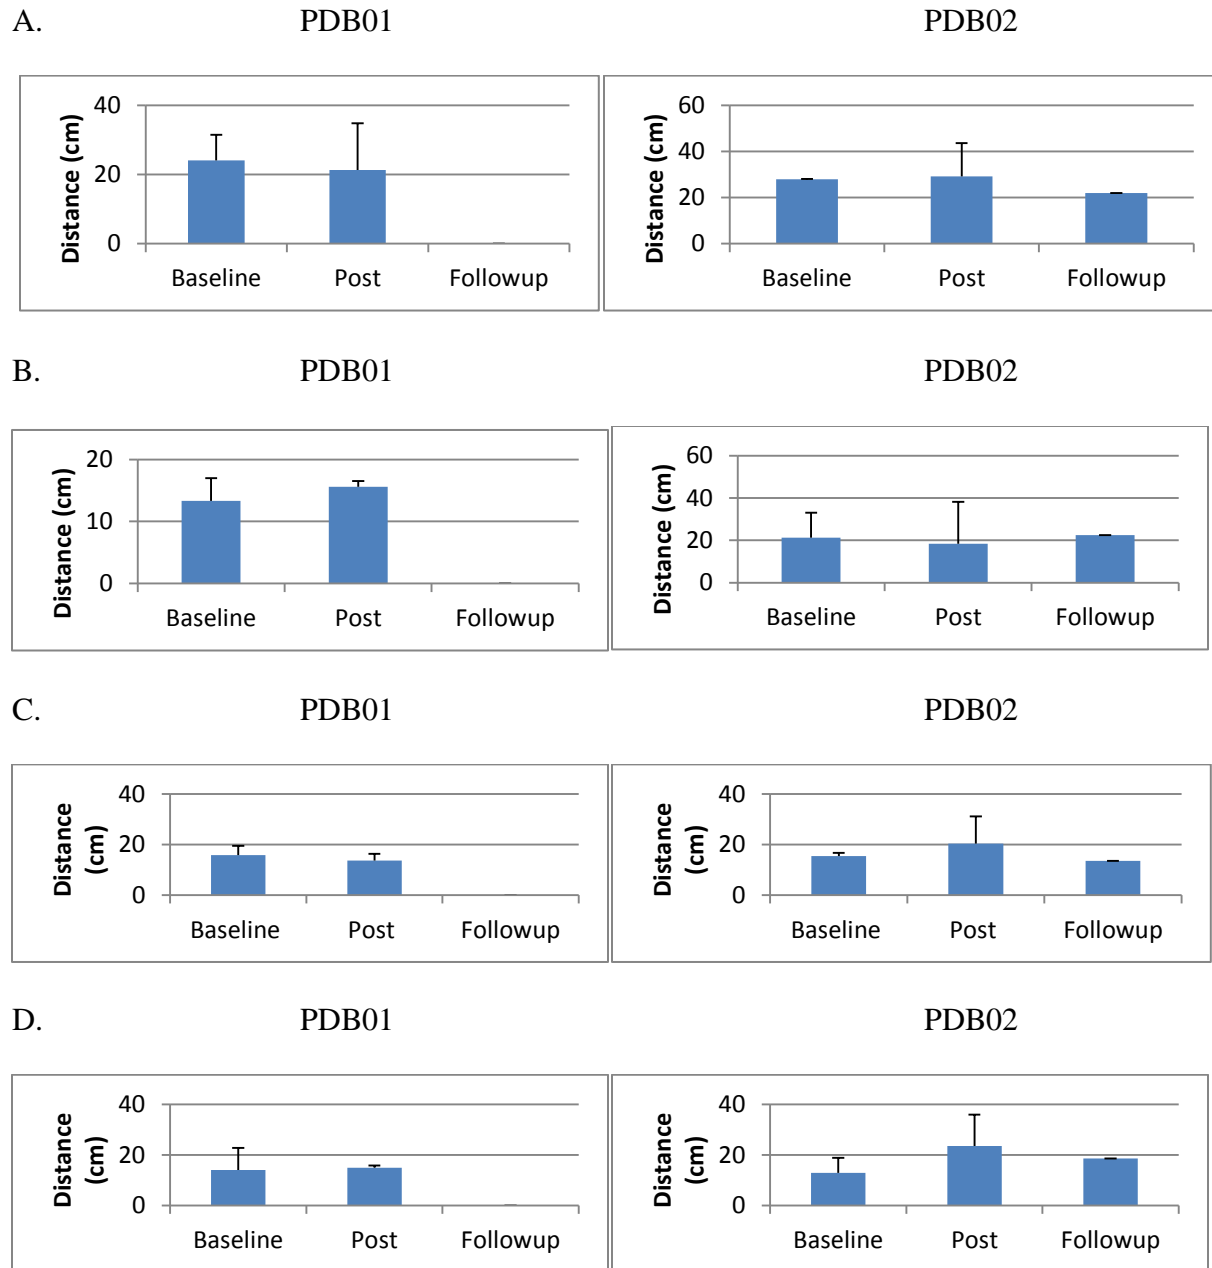 A. PDB01 PDB02
Distance (cm)
40
20
0
Baseline Post Followup
Distance (cm)
60
40
20
0
Baseline Post Followup
B. PDB01 PDB02
Distance (cm)
20
10
0
Baseline Post Followup
Distance (cm)
60
40
20
0
Baseline Post Followup
C. PDB01 PDB02
Distance
(cm)
40
20
0
Baseline Post Followup
Distance
(cm)
40
20
0
Baseline Post Followup
D. PDB01 PDB02
Distance
(cm)
40
20
0
Baseline Post Followup
Distance
(cm)
40
20
0
Baseline Post Followup